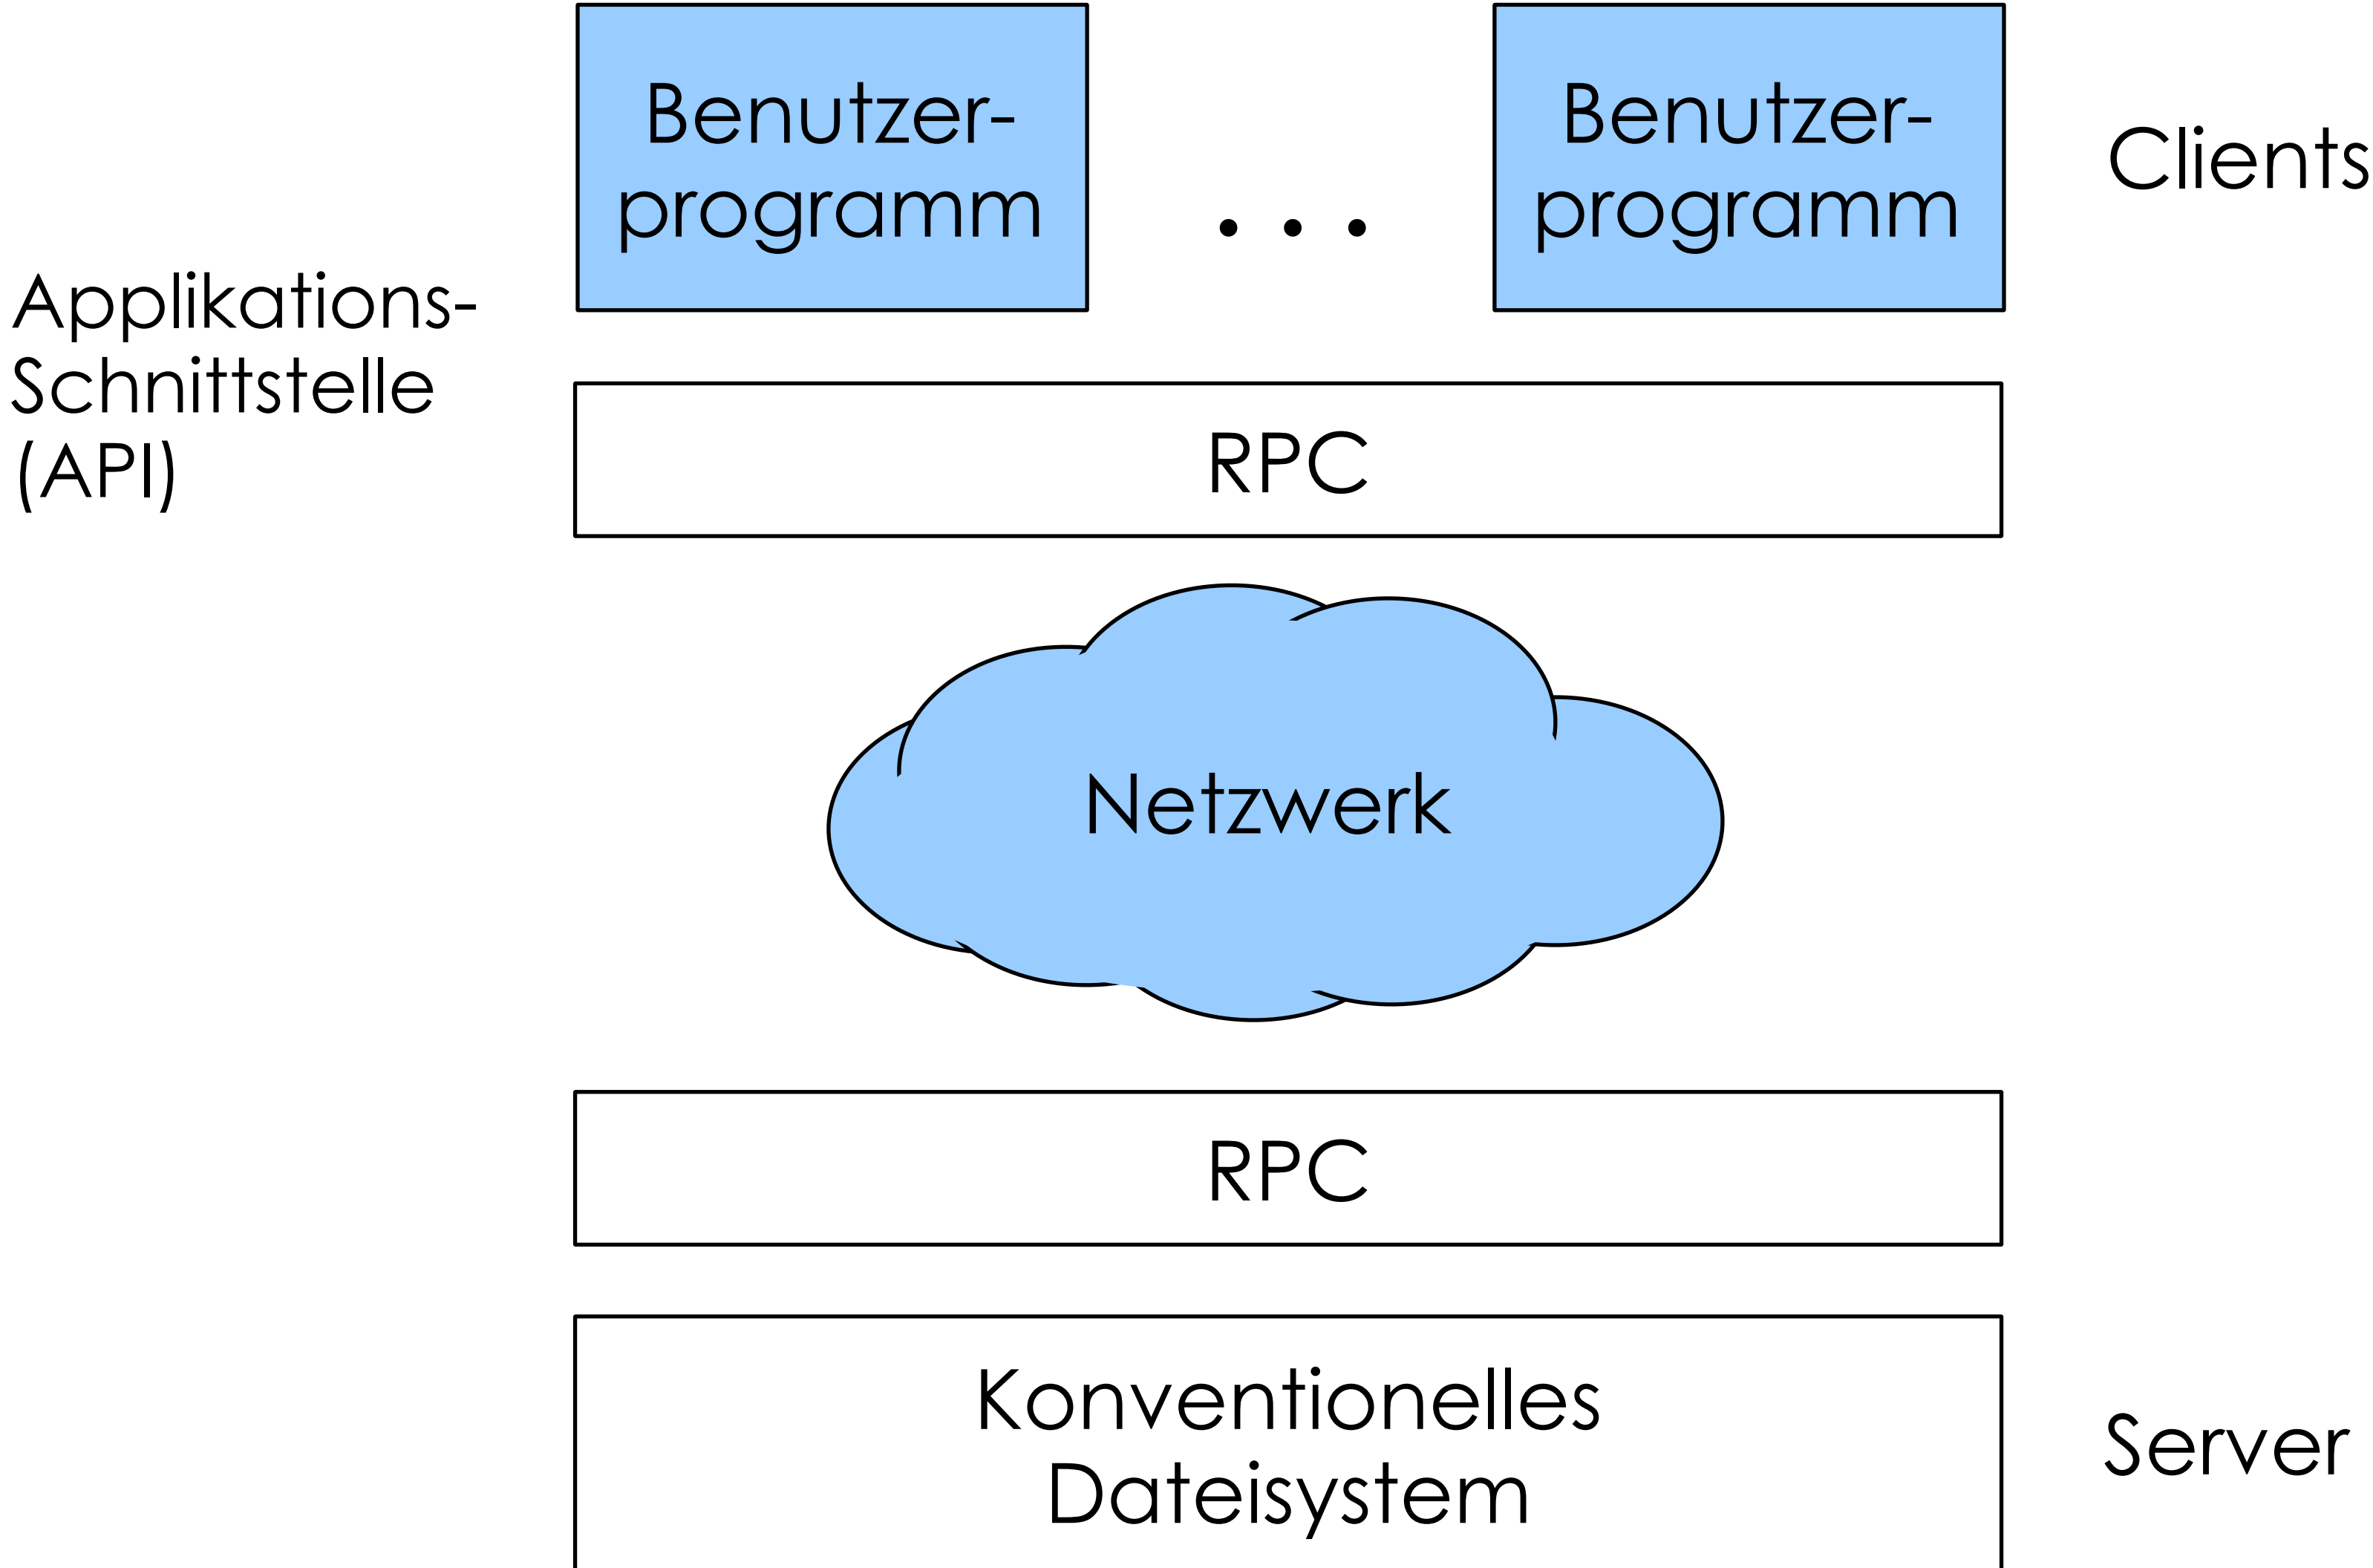 Benutzer-
programm
. . .
Benutzer-
programm
Clients
Applikations-
Schnittstelle
(API)
RPC
Netzwerk
RPC
Konventionelles
Dateisystem
Server